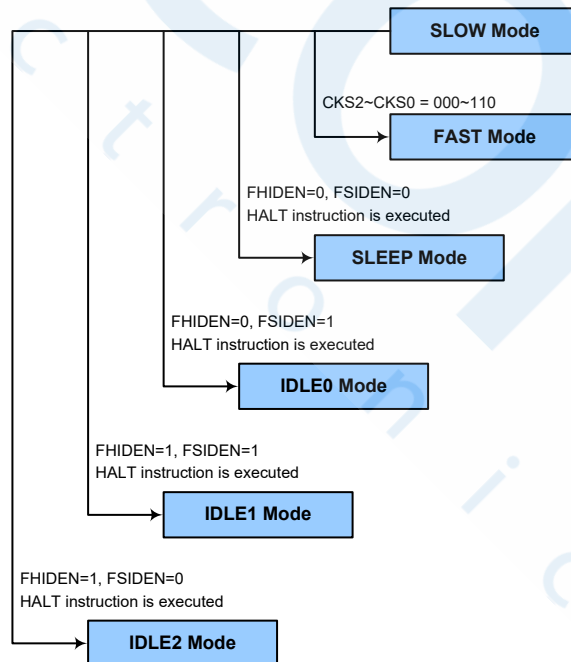 SLOW Mode
CKS2~CKS0 = 000~110
FAST Mode
FHIDEN=0, FSIDEN=0
HALT instruction is executed
SLEEP Mode
FHIDEN=0, FSIDEN=1
HALT instruction is executed
IDLE0 Mode
FHIDEN=1, FSIDEN=1
HALT instruction is executed
IDLE1 Mode
FHIDEN=1, FSIDEN=0
HALT instruction is executed
IDLE2 Mode
c t r o n i c